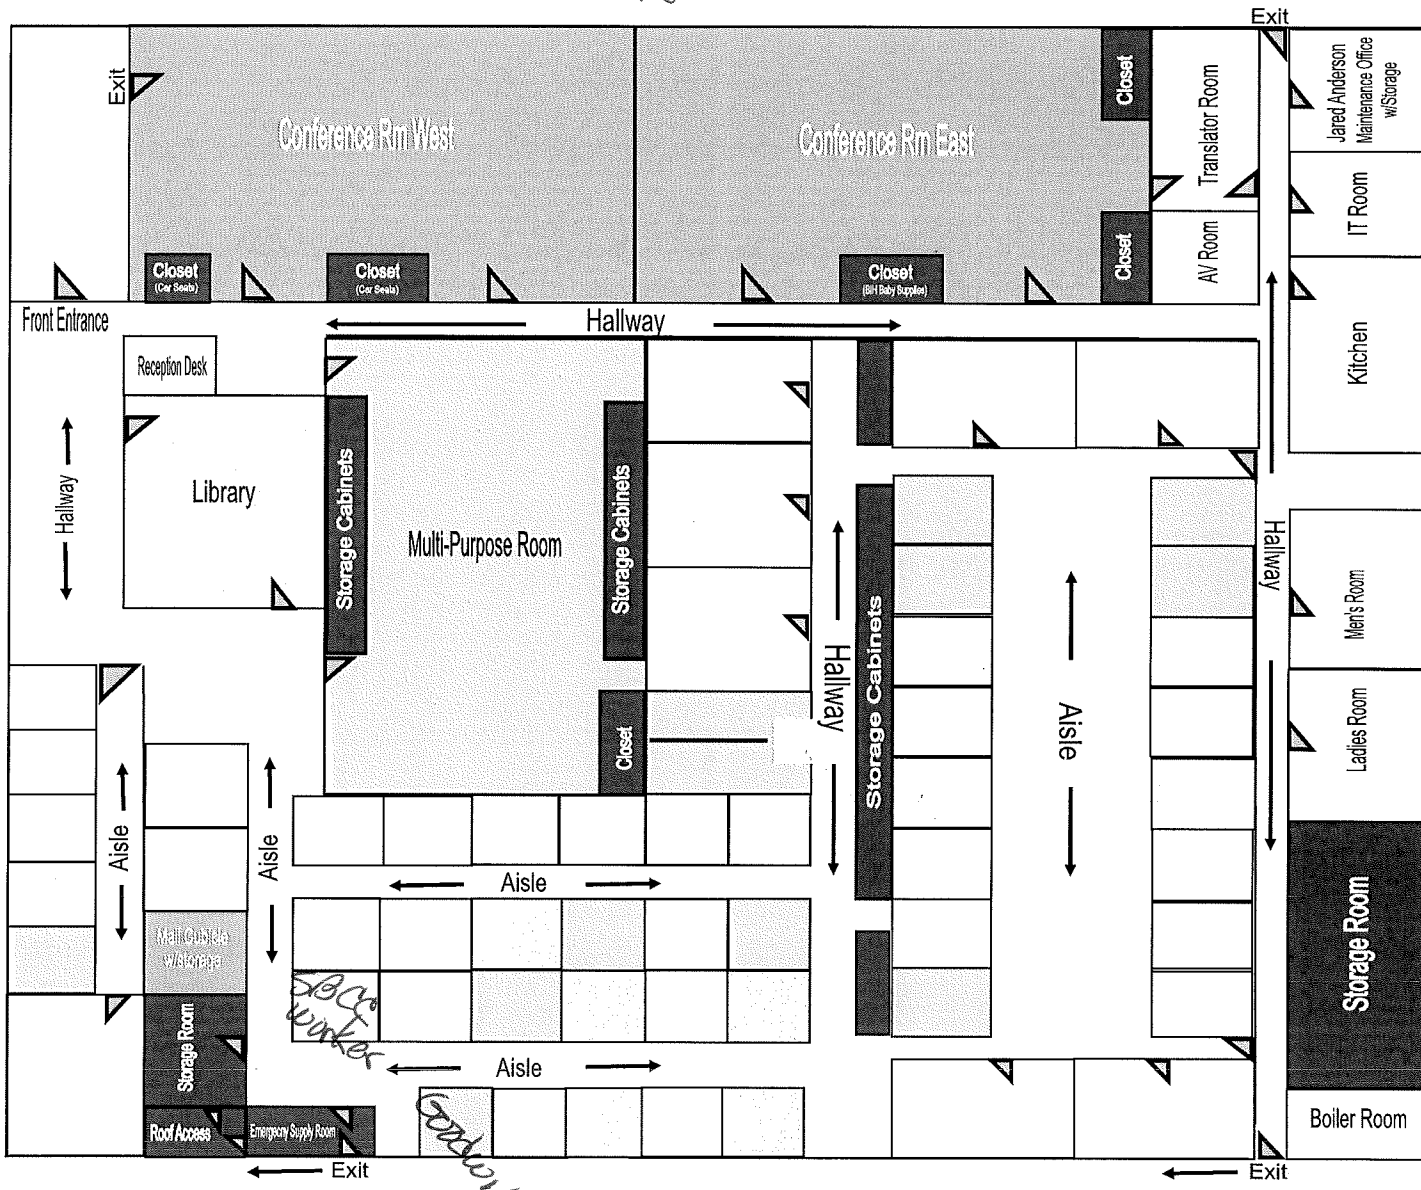 Exit
Exit
Conference Rm West
Conference Rm East
Closet
Translator Room
Jared Anderson
Maintenance Office
w/Storage
IT Room
Closet
(Car Seats)
Closet
(Car Seats)
Closet
(BIH Baby Supplies)
Closet
AV Room
Front Entrance
Hallway
Kitchen
Reception Desk
Library
Hallway
Storage Cabinets
Multi-Purpose Room
Storage Cabinets
Hallway
Storage Cabinets
Aisle
Hallway
Men's Room
Ladies Room
Closet
Aisle
Aisle
Aisle
Mail Cubicle
w/storage
Storage Room
SBCC
worker
Storage Room
Aisle
Roof Access
Emergecny Supply Room
Boiler Room
Exit
Exit